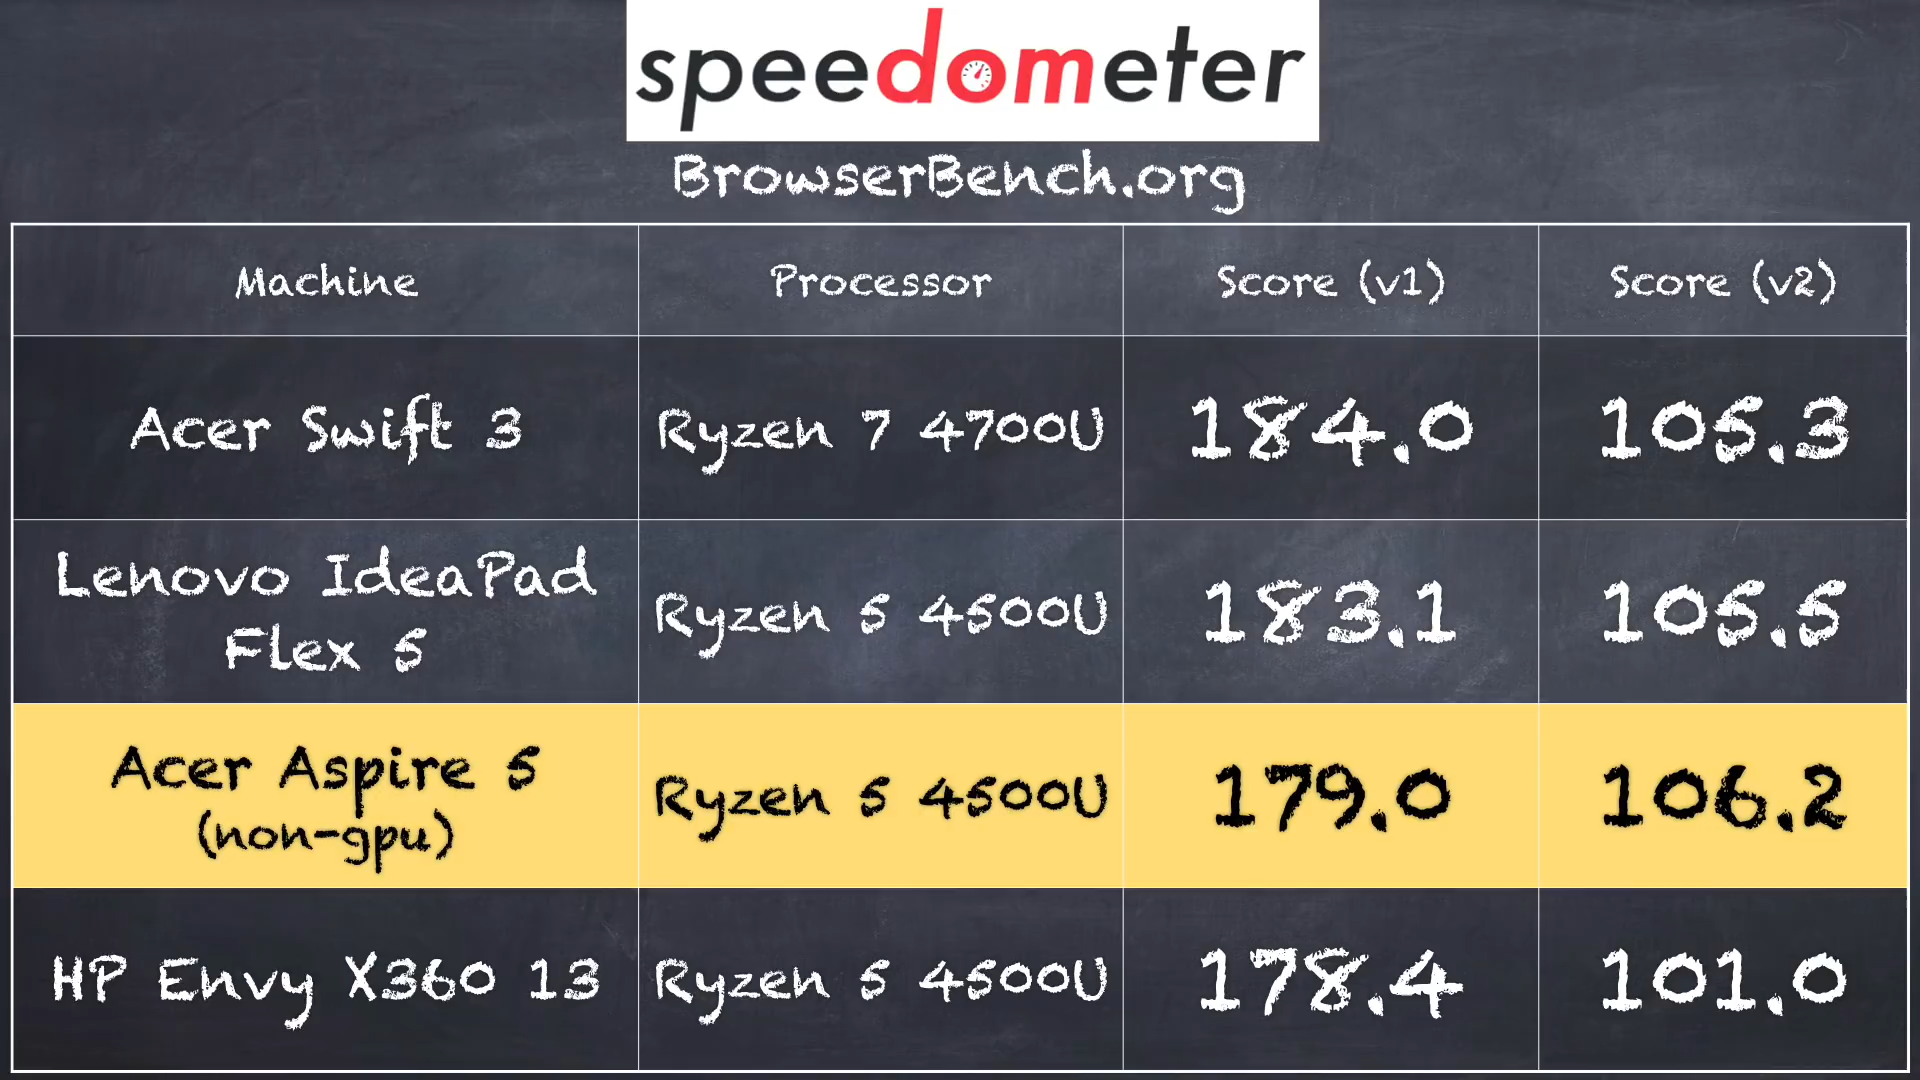 speedometer
BrowserBench.org
Machine Processor Score (v1) Score (v2)
Acer Swift 3 Ryzen 7 4700U 184.0 105.3
Lenovo IdeaPad
Flex 5 Ryzen 5 4500U 183.1 105.5
Acer Aspire 5
(non-gpu) Ryzen 5 4500U 179.0 106.2
HP Envy X360 13 Ryzen 5 4500U 178.4 101.0